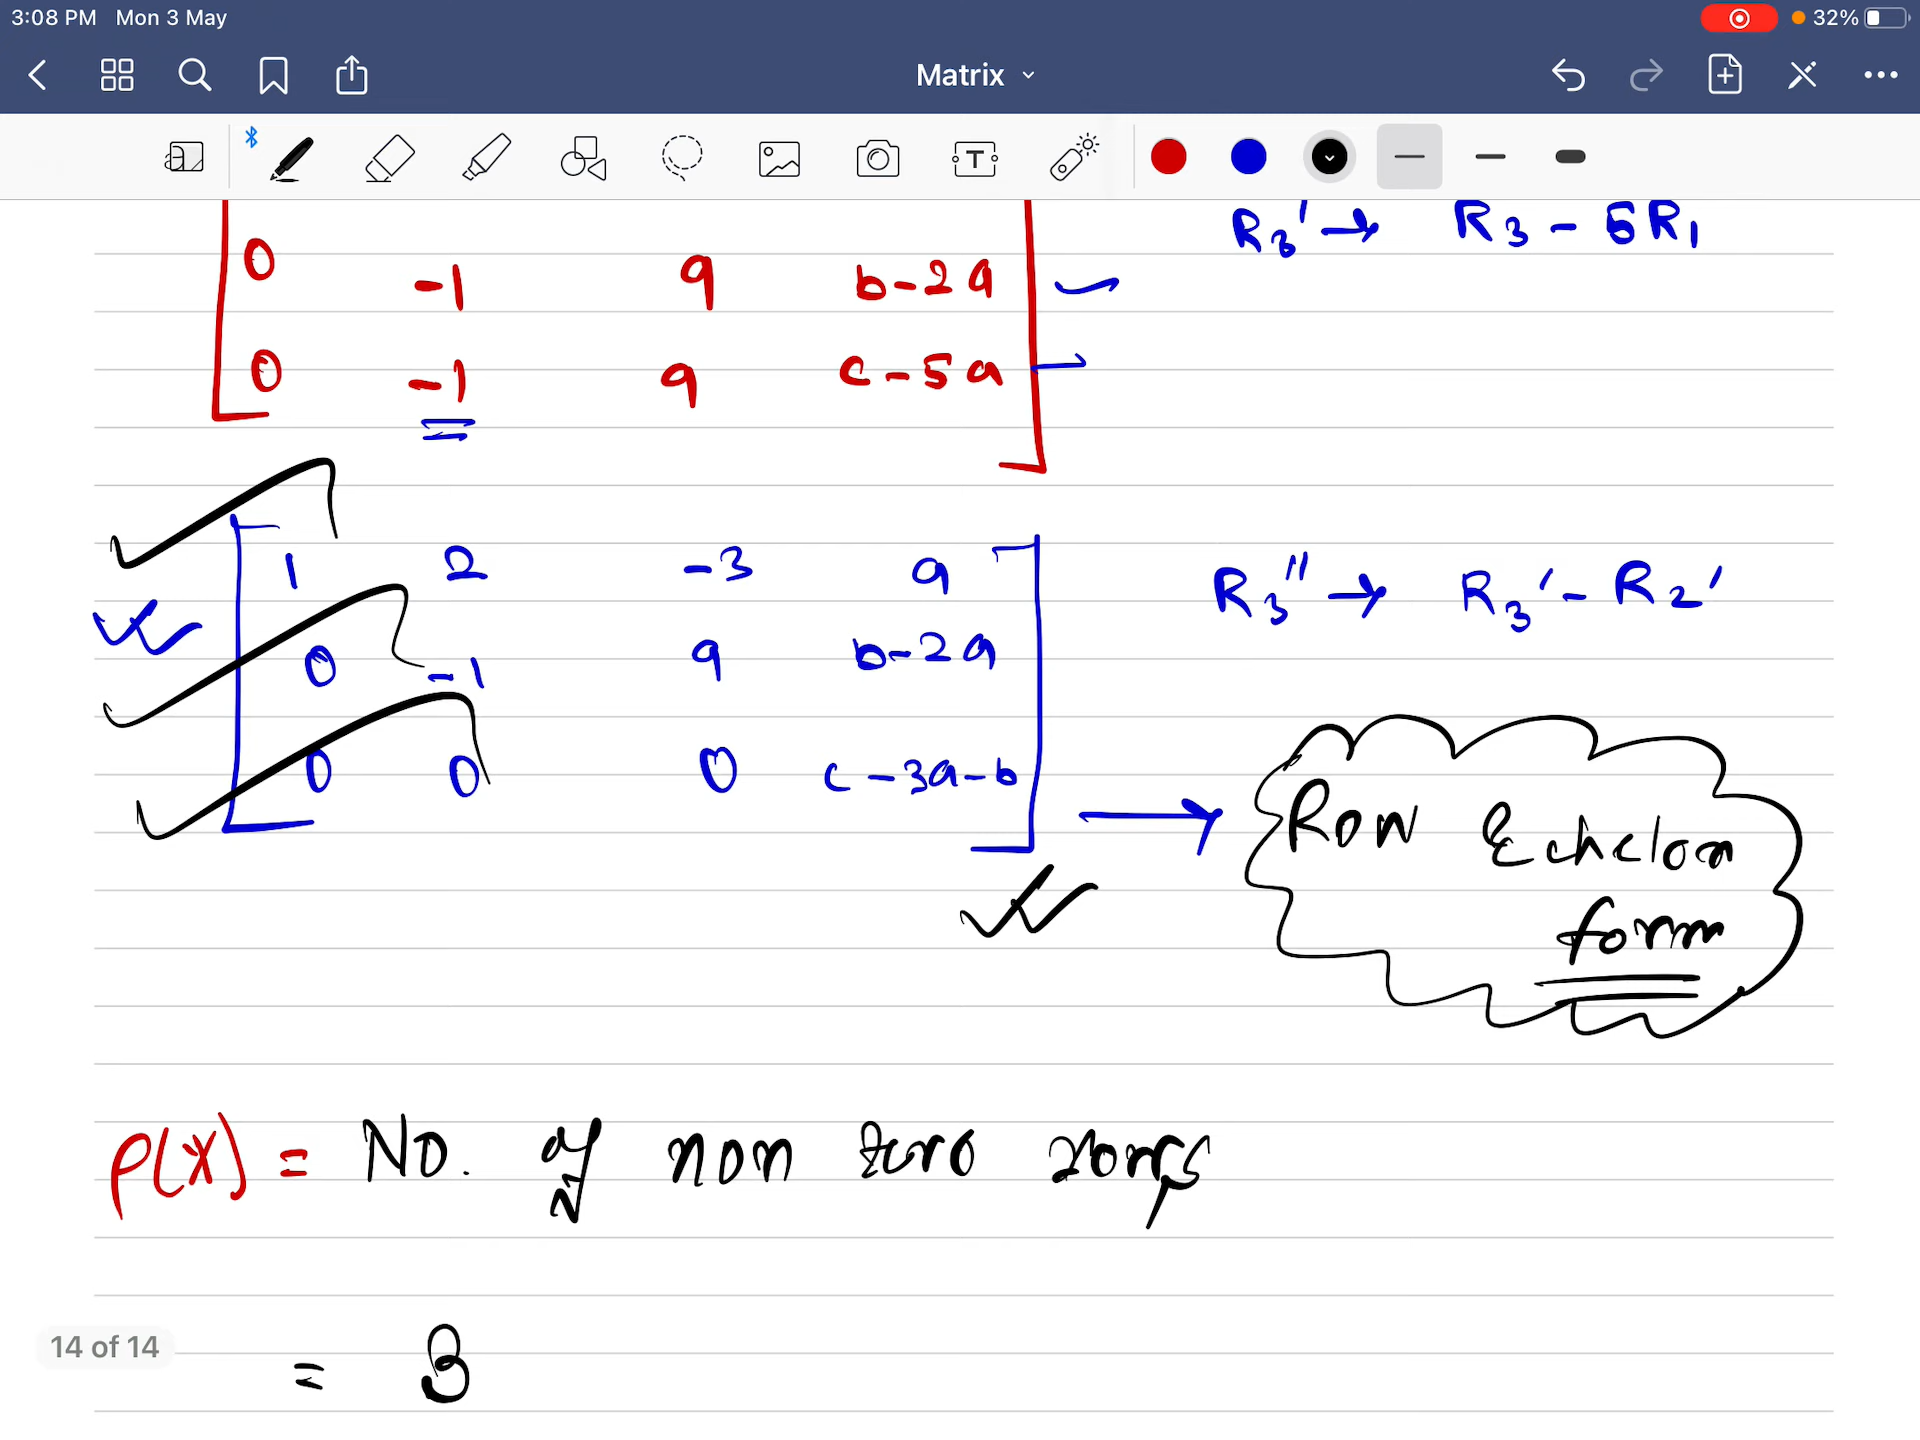 3:08 PM Mon 3 May 32%
Matrix
R3' → R3 - 5R1
0 -1 9 b-2a
0 -1 9 c-5a
1 2 -3 a
R3'' → R3' - R2'
0 -1 9 b-2a
0 0 0 c-3a-b
→ Row Echelon
form
ρ(X) = No. of non zero rows
14 of 14
= 3